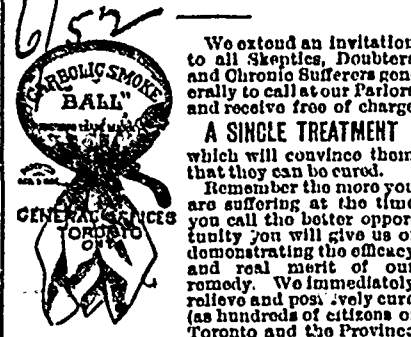 CARBOLIC SMOKE
BALL"
GENERAL OFFICES
TORONTO
ONT
We extend an invitation
to all Skeptics, Doubters
and Chronic Sufferers gen
erally to call at our Parlors
and receive free of charge
A SINGLE TREATMENT
which will convince them
that they can be cured.
Remember the more you
are suffering at the time
you call the better oppor
tunity you will give us of
demonstrating the efficacy
and real merit of our
remedy. We immediately
relieve and positively cure
(as hundreds of citizens of
Toronto and the Province